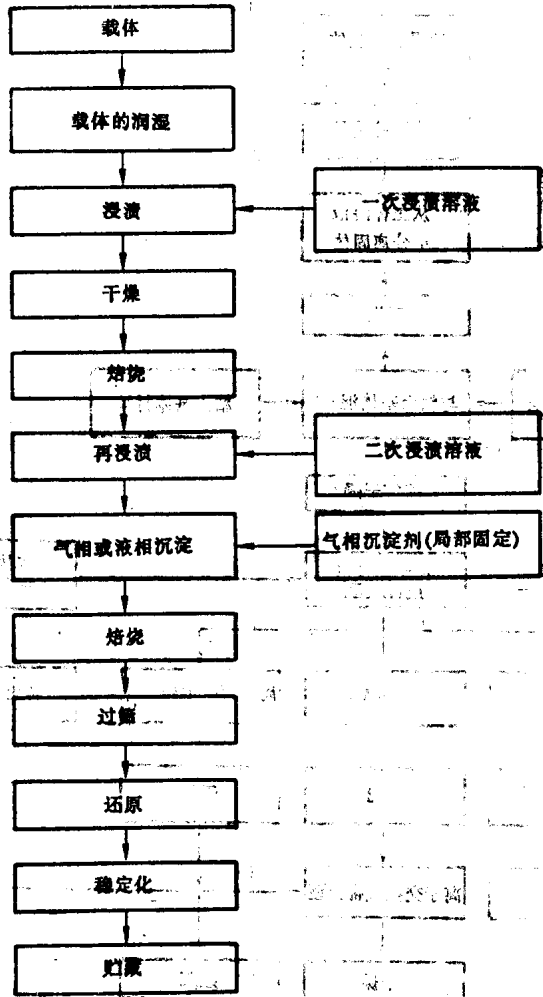 载体
载体的润湿
浸渍
一次浸渍溶液
干燥
焙烧
再浸渍
二次浸渍溶液
气相或液相沉淀
气相沉淀剂(局部固定)
焙烧
过筛
还原
稳定化
贮藏